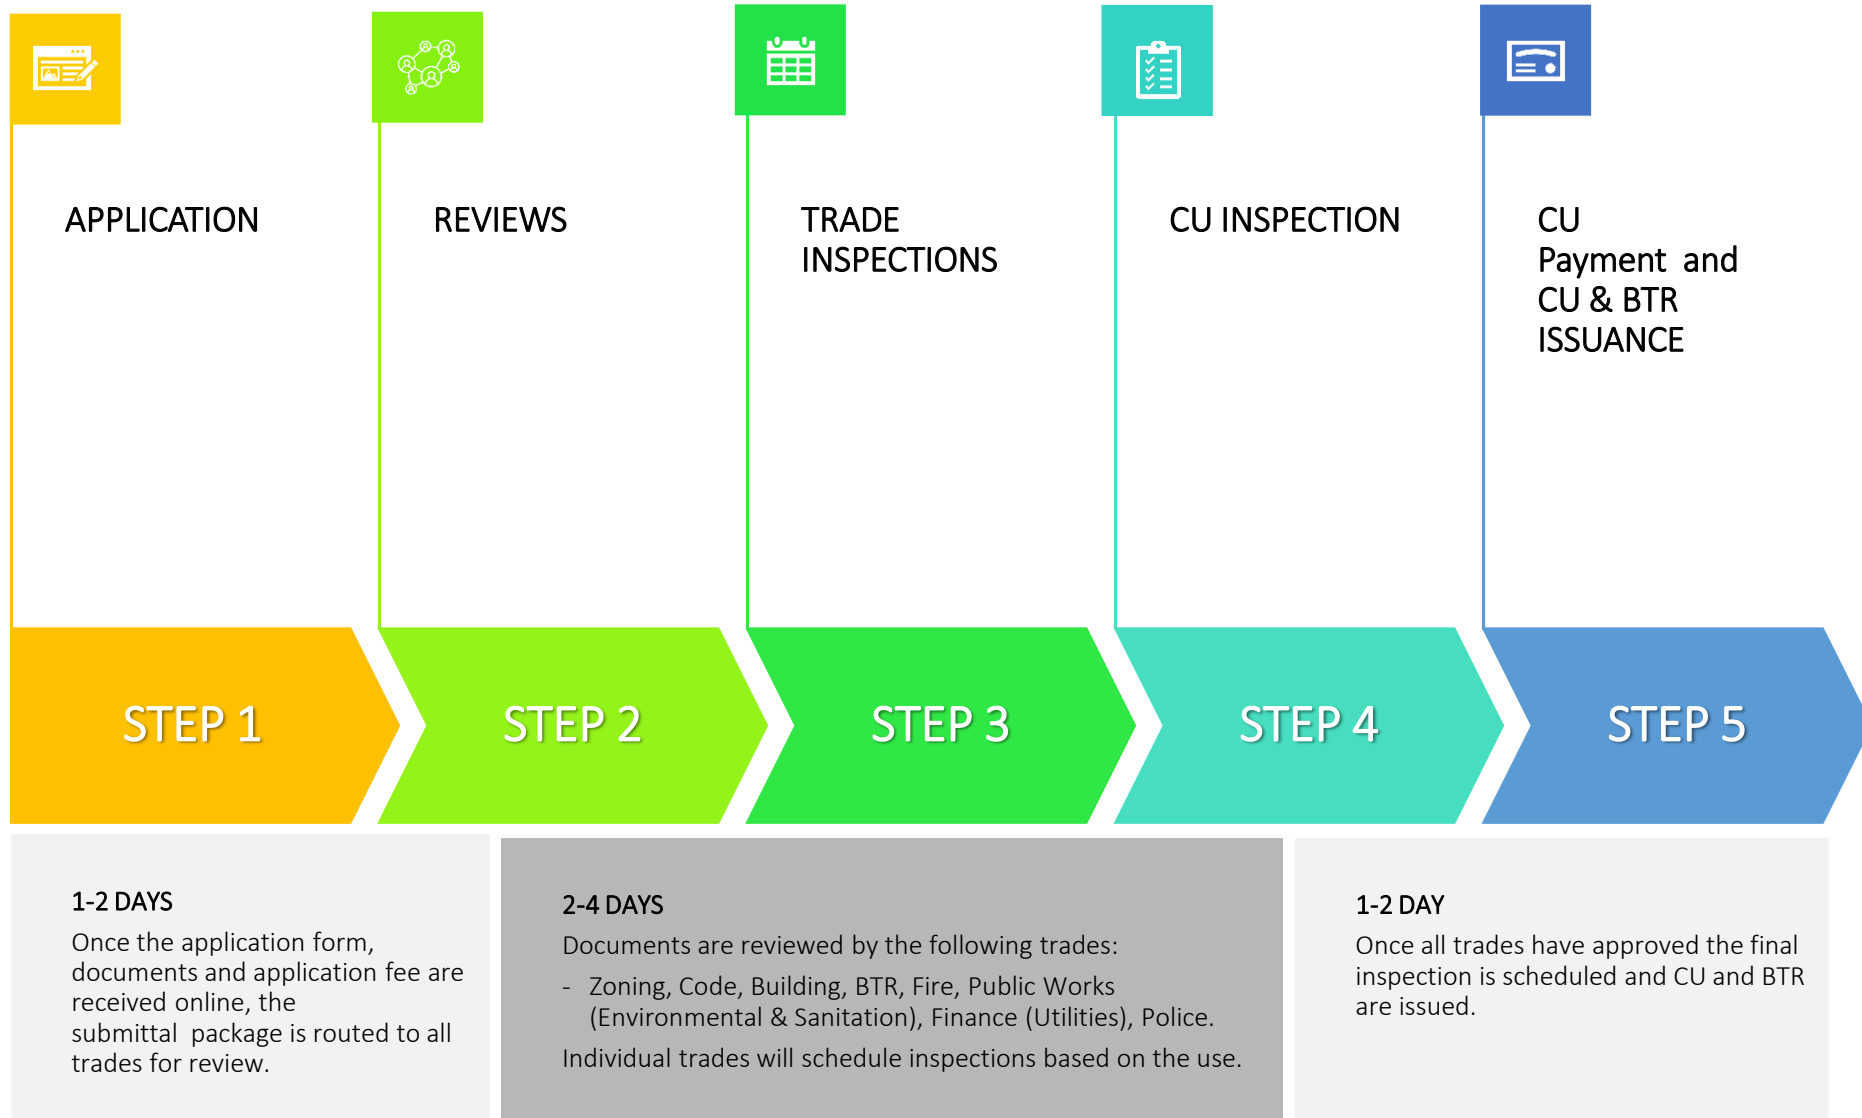 APPLICATION
REVIEWS
TRADE
INSPECTIONS
CU INSPECTION
CU
Payment  and
CU & BTR
ISSUANCE
STEP 1
STEP 2
STEP 3
STEP 4
STEP 5
1-2 DAYS
Once the application form,
documents and application fee are
received online, the
submittal  package is routed to all
trades for review.
2-4 DAYS
Documents are reviewed by the following trades:
- Zoning, Code, Building, BTR, Fire, Public Works
(Environmental & Sanitation), Finance (Utilities), Police.
Individual trades will schedule inspections based on the use.
1-2 DAY
Once all trades have approved the final
inspection is scheduled and CU and BTR
are issued.